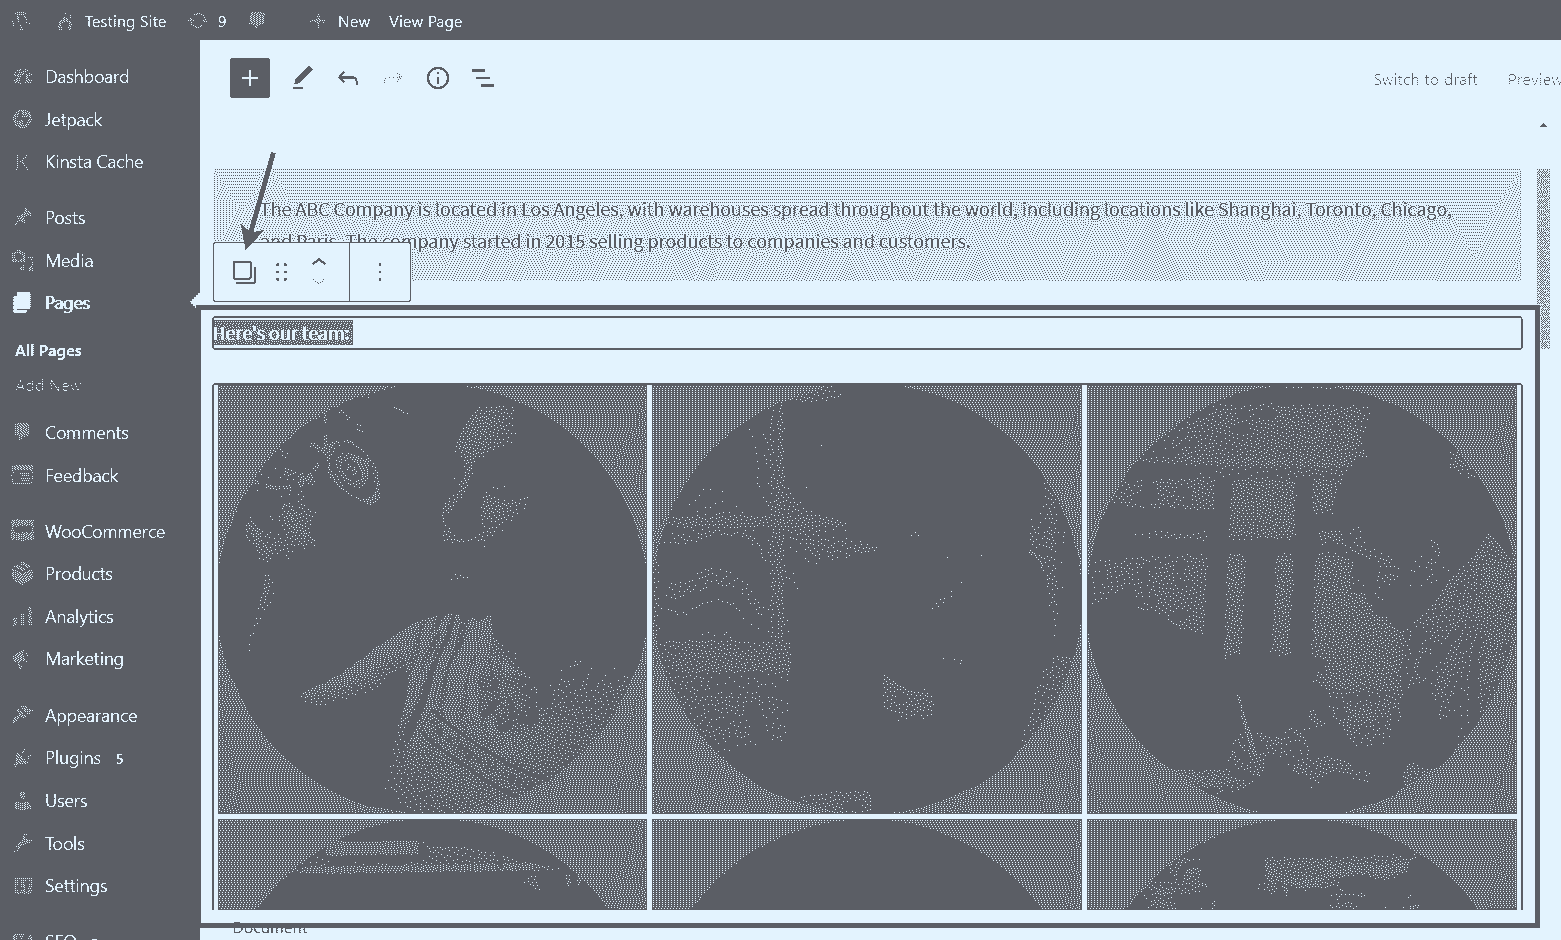 Testing Site
9
New
View Page
Dashboard
Jetpack
Kinsta Cache
Posts
Media
Pages
All Pages
Add New
Comments
Feedback
WooCommerce
Products
Analytics
Marketing
Appearance
Plugins 5
Users
Tools
Settings
SEO
Switch to draft
Preview
The ABC Company is located in Los Angeles, with warehouses spread throughout the world, including locations like Shanghai, Toronto, Chicago,
and Paris. The company started in 2015 selling products to companies and customers.
Here's our team:
Document